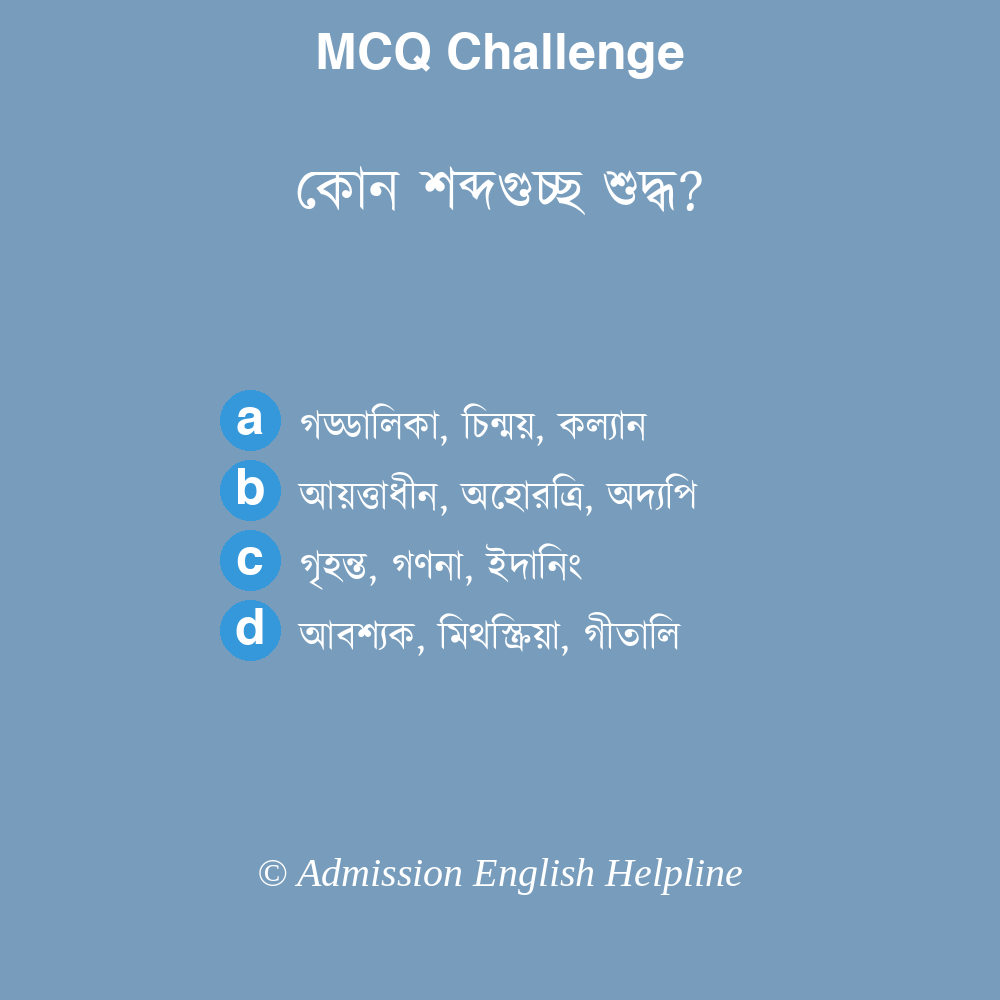 MCQ Challenge
কোন শব্দগুচ্ছ শুদ্ধ?
a গড্ডালিকা, চিন্ময়, কল্যান
b আয়ত্তাধীন, অহোরত্রি, অদ্যপি
c গৃহন্ত, গণনা, ইদানিং
d আবশ্যক, মিথস্ক্রিয়া, গীতালি
© Admission English Helpline